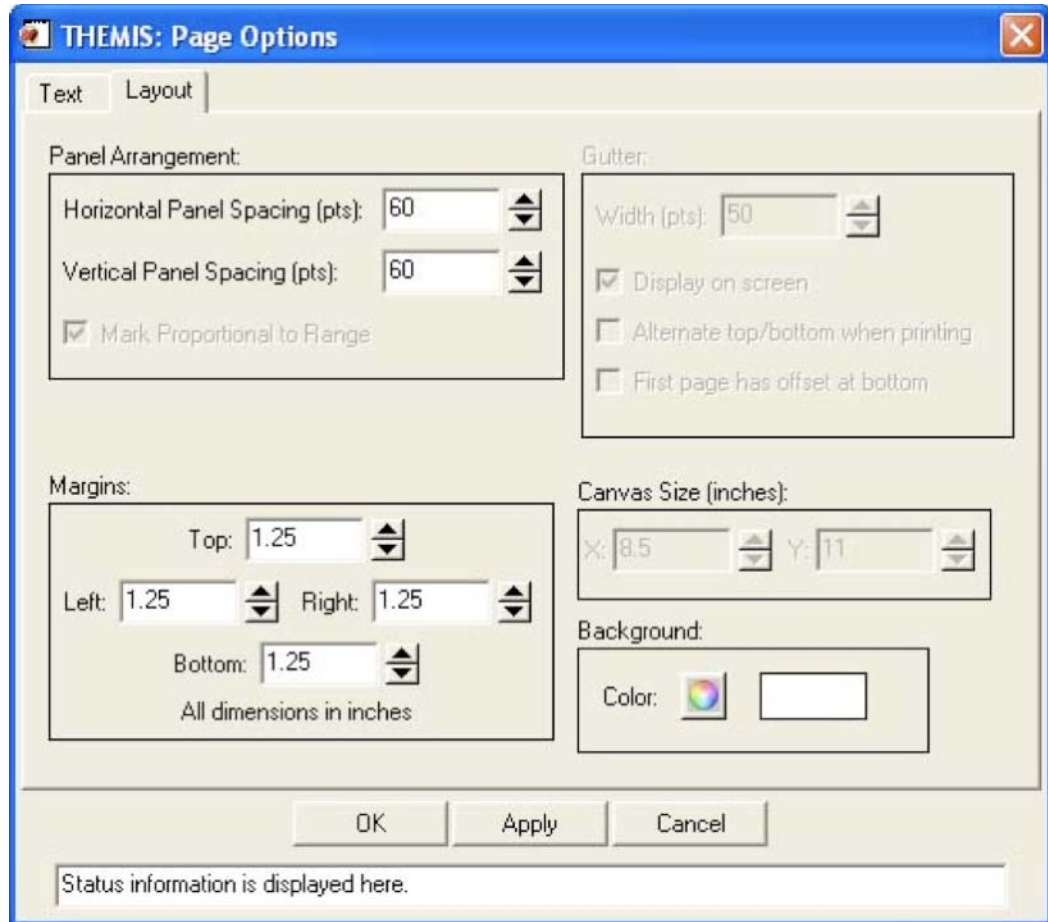 THEMIS: Page Options
Text Layout
Panel Arrangement:
Horizontal Panel Spacing (pts): 60
Vertical Panel Spacing (pts): 60
Mark Proportional to Range
Gutter:
Width (pts): 50
Display on screen
Alternate top/bottom when printing
First page has offset at bottom
Margins:
Top: 1.25
Left: 1.25 Right: 1.25
Bottom: 1.25
All dimensions in inches
Canvas Size (inches):
X: 8.5 Y: 11
Background:
Color:
OK Apply Cancel
Status information is displayed here.